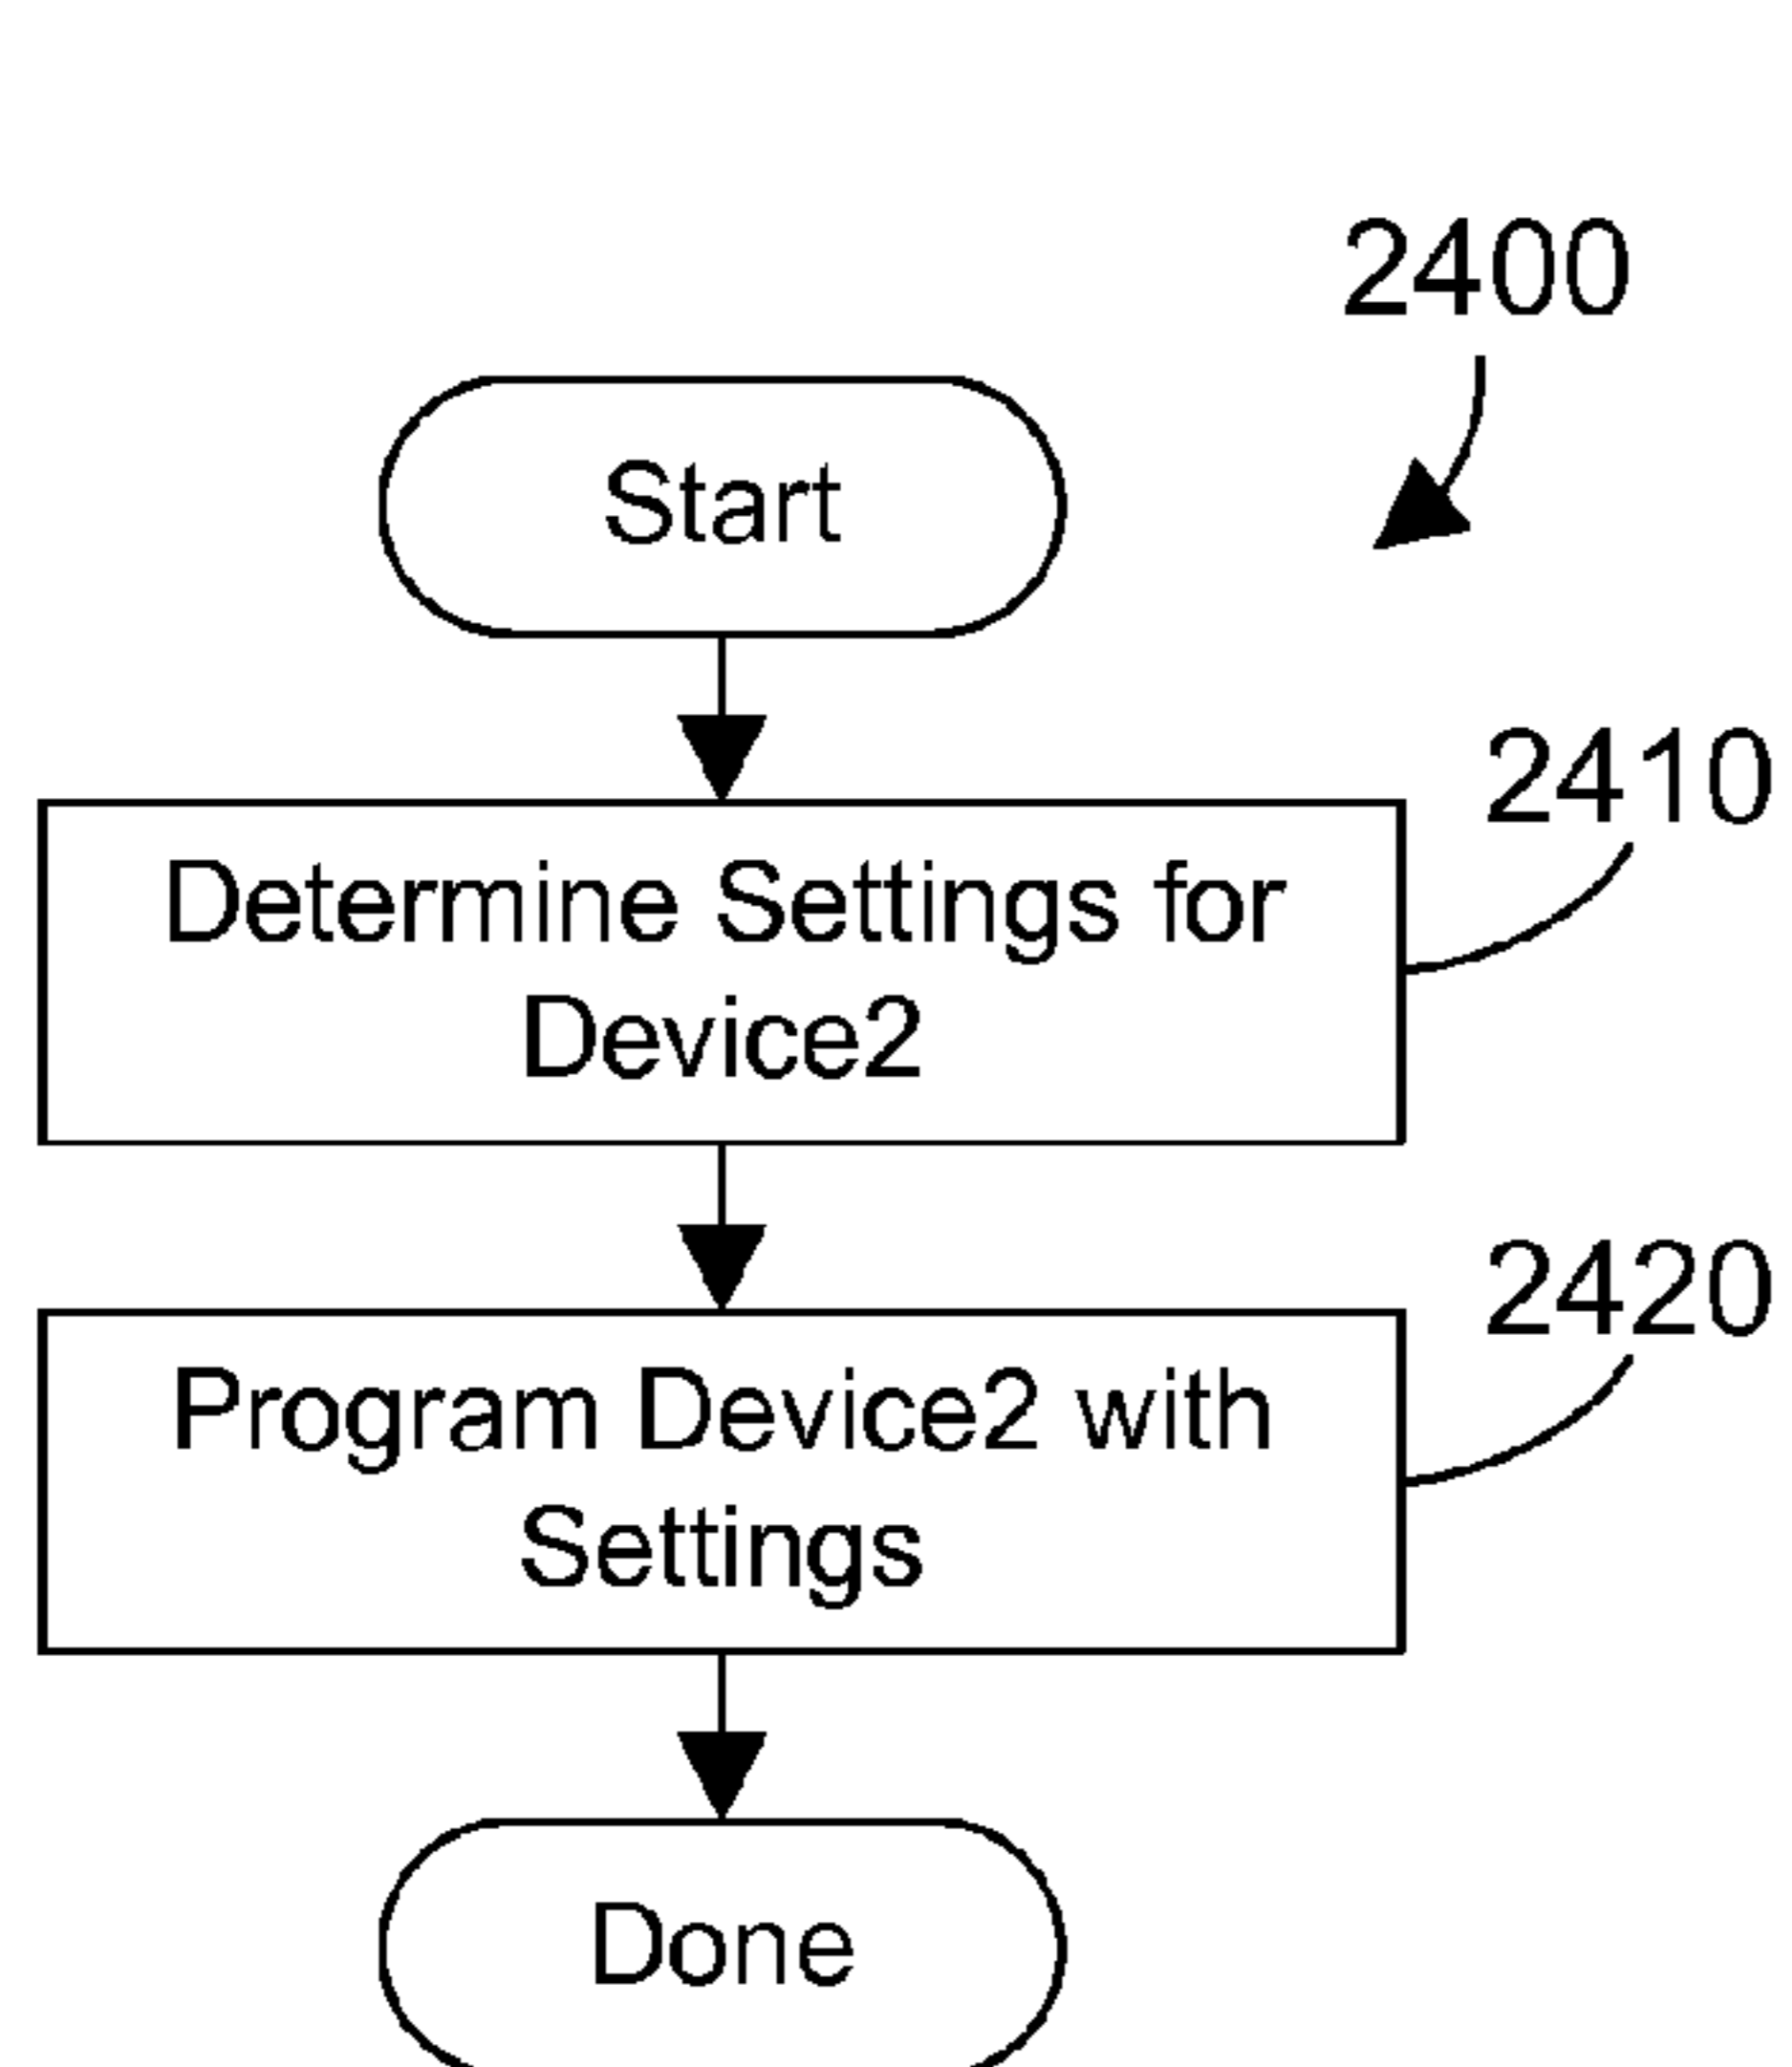 2400
Start
2410
Determine Settings for
Device2
2420
Program Device2 with
Settings
Done